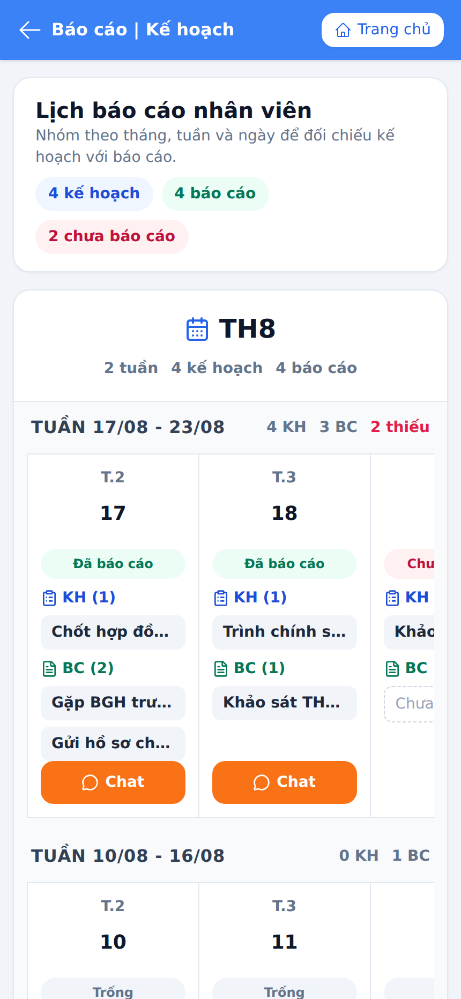 Báo cáo | Kế hoạch
Trang chủ
Lịch báo cáo nhân viên
Nhóm theo tháng, tuần và ngày để đối chiếu kế
hoạch với báo cáo.
4 kế hoạch
4 báo cáo
2 chưa báo cáo
TH8
2 tuần 4 kế hoạch 4 báo cáo
TUẦN 17/08 - 23/08
4 KH 3 BC 2 thiếu
T.2
17
Đã báo cáo
KH (1)
Chốt hợp đồ...
BC (2)
Gặp BGH trư...
Gửi hồ sơ ch...
Chat
T.3
18
Đã báo cáo
KH (1)
Trình chính s...
BC (1)
Khảo sát TH...
Chat
KH
Khảo
BC
Chưa
TUẦN 10/08 - 16/08
0 KH 1 BC
T.2
10
Trống
T.3
11
Trống